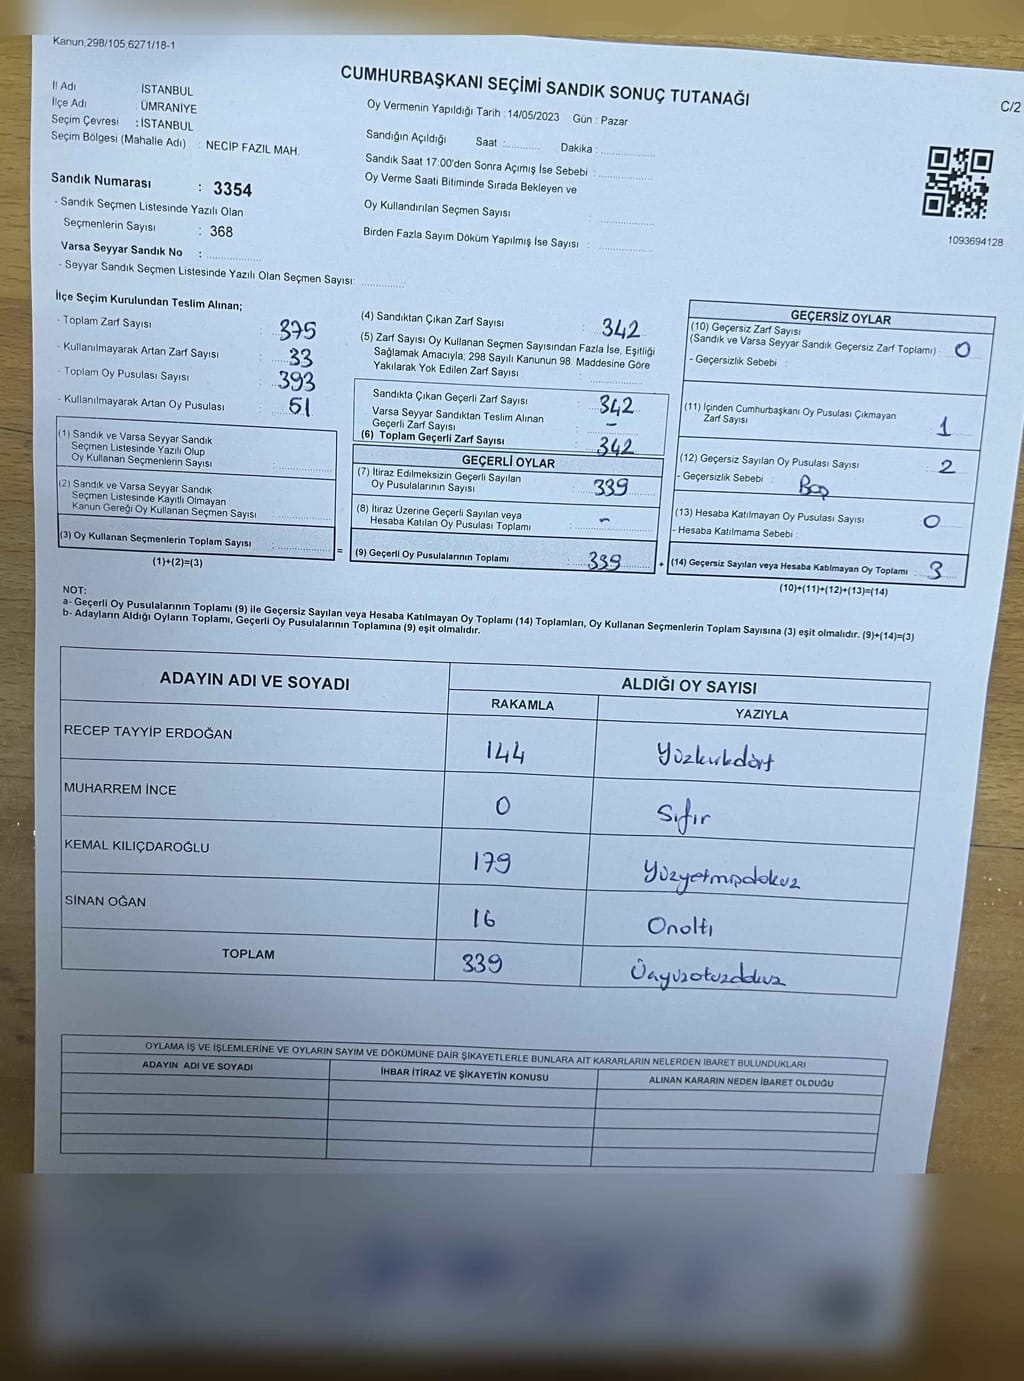 Kanun,298/105,6271/18-1
CUMHURBAŞKANI SEÇİMİ SANDIK SONUÇ TUTANAĞI
C/2
İl Adı : İSTANBUL
İlçe Adı : ÜMRANİYE
Seçim Çevresi : İSTANBUL
Seçim Bölgesi (Mahalle Adı) : NECİP FAZIL MAH.
Sandık Numarası : 3354
- Sandık Seçmen Listesinde Yazılı Olan
Seçmenlerin Sayısı : 368
Varsa Seyyar Sandık No :
- Seyyar Sandık Seçmen Listesinde Yazılı Olan Seçmen Sayısı:
Oy Vermenin Yapıldığı Tarih : 14/05/2023 Gün : Pazar
Sandığın Açıldığı Saat : Dakika :
Sandık Saat 17:00'den Sonra Açımış İse Sebebi :
Oy Verme Saati Bitiminde Sırada Bekleyen ve
Oy Kullandırılan Seçmen Sayısı :
Birden Fazla Sayım Döküm Yapılmış İse Sayısı :
1093694128
İlçe Seçim Kurulundan Teslim Alınan;
- Toplam Zarf Sayısı : 375
- Kullanılmayarak Artan Zarf Sayısı : 33
- Toplam Oy Pusulası Sayısı : 393
- Kullanılmayarak Artan Oy Pusulası : 51
(1) Sandık ve Varsa Seyyar Sandık
Seçmen Listesinde Yazılı Olup
Oy Kullanan Seçmenlerin Sayısı :
(2) Sandık ve Varsa Seyyar Sandık
Seçmen Listesinde Kayıtlı Olmayan
Kanun Gereği Oy Kullanan Seçmen Sayısı :
(3) Oy Kullanan Seçmenlerin Toplam Sayısı :
(1)+(2)=(3)
=
(4) Sandıktan Çıkan Zarf Sayısı : 342
(5) Zarf Sayısı Oy Kullanan Seçmen Sayısından Fazla İse, Eşitliği
Sağlamak Amacıyla; 298 Sayılı Kanunun 98. Maddesine Göre
Yakılarak Yok Edilen Zarf Sayısı :
Sandıkta Çıkan Geçerli Zarf Sayısı : 342
Varsa Seyyar Sandıktan Teslim Alınan
Geçerli Zarf Sayısı : -
(6) Toplam Geçerli Zarf Sayısı : 342
GEÇERLİ OYLAR
(7) İtiraz Edilmeksizin Geçerli Sayılan
Oy Pusulalarının Sayısı : 339
(8) İtiraz Üzerine Geçerli Sayılan veya
Hesaba Katılan Oy Pusulası Toplamı : -
(9) Geçerli Oy Pusulalarının Toplamı : 339
+
GEÇERSİZ OYLAR
(10) Geçersiz Zarf Sayısı
(Sandık ve Varsa Seyyar Sandık Geçersiz Zarf Toplamı) : 0
- Geçersizlik Sebebi :
(11) İçinden Cumhurbaşkanı Oy Pusulası Çıkmayan
Zarf Sayısı : 1
(12) Geçersiz Sayılan Oy Pusulası Sayısı : 2
- Geçersizlik Sebebi : Boş
(13) Hesaba Katılmayan Oy Pusulası Sayısı : 0
- Hesaba Katılmama Sebebi :
(14) Geçersiz Sayılan veya Hesaba Katılmayan Oy Toplamı : 3
(10)+(11)+(12)+(13)=(14)
NOT:
a- Geçerli Oy Pusulalarının Toplamı (9) ile Geçersiz Sayılan veya Hesaba Katılmayan Oy Toplamı (14) Toplamları, Oy Kullanan Seçmenlerin Toplam Sayısına (3) eşit olmalıdır. (9)+(14)=(3)
b- Adayların Aldığı Oyların Toplamı, Geçerli Oy Pusulalarının Toplamına (9) eşit olmalıdır.
ADAYIN ADI VE SOYADI
ALDIĞI OY SAYISI
RAKAMLA YAZIYLA
RECEP TAYYİP ERDOĞAN 144 Yüzkırkdört
MUHARREM İNCE 0 Sıfır
KEMAL KILIÇDAROĞLU 179 Yüzyetmişdokuz
SİNAN OĞAN 16 Onaltı
TOPLAM 339
OYLAMA İŞ VE İŞLEMLERİNE VE OYLARIN SAYIM VE DÖKÜMÜNE DAİR ŞİKAYETLERLE BUNLARA AİT KARARLARIN NELERDEN İBARET BULUNDUKLARI
ADAYIN ADI VE SOYADI İHBAR İTİRAZ VE ŞİKAYETİN KONUSU ALINAN KARARIN NEDEN İBARET OLDUĞU